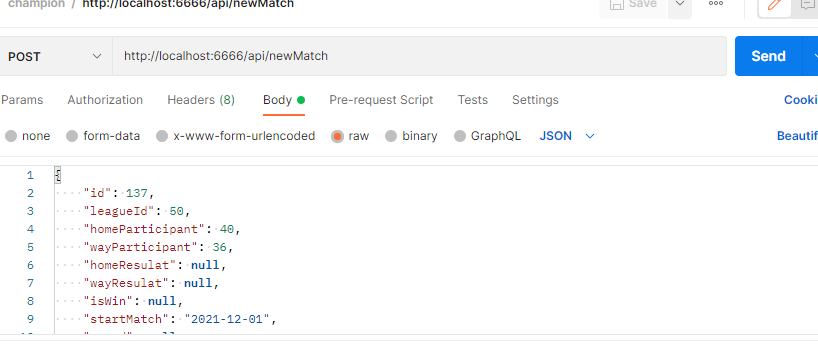 champion / http://localhost:6666/api/newMatch Save
POST http://localhost:6666/api/newMatch Send
Params Authorization Headers (8) Body Pre-request Script Tests Settings Cooki
none form-data x-www-form-urlencoded raw binary GraphQL JSON Beautif
1 {
2 "id": 137,
3 "leagueId": 50,
4 "homeParticipant": 40,
5 "wayParticipant": 36,
6 "homeResulat": null,
7 "wayResulat": null,
8 "isWin": null,
9 "startMatch": "2021-12-01",